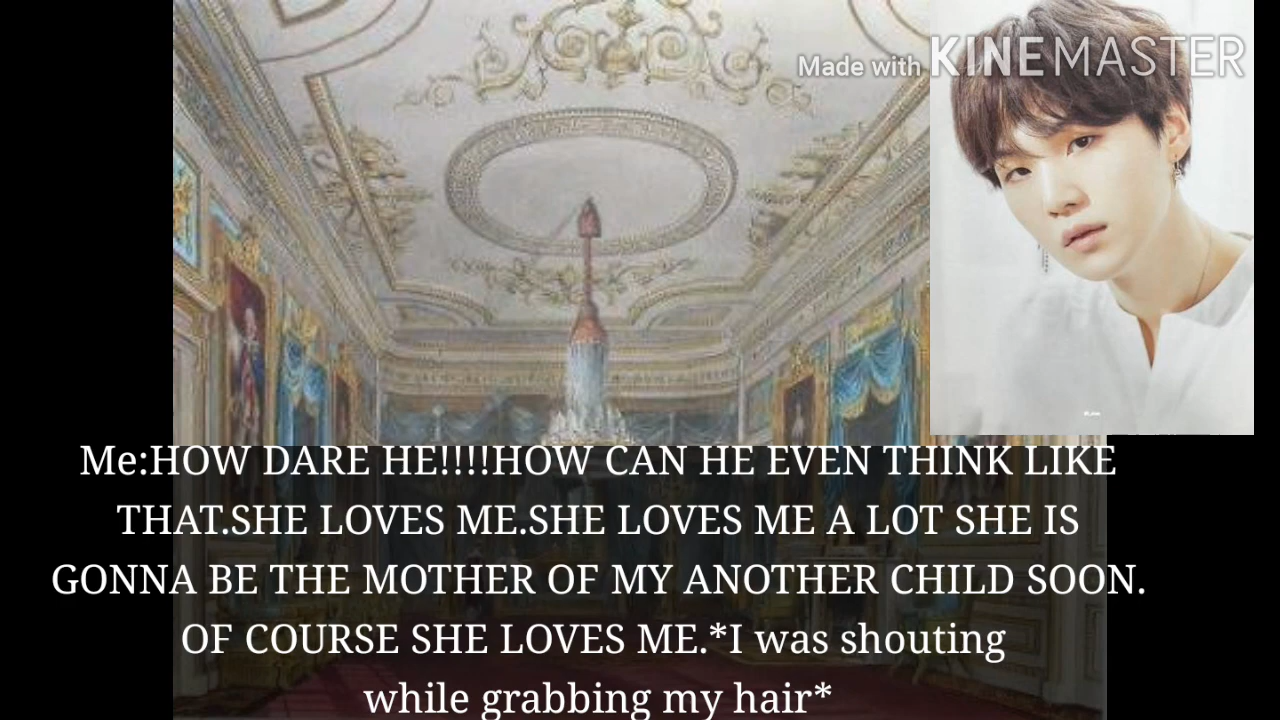 Made with KINEMASTER
Me:HOW DARE HE!!!!HOW CAN HE EVEN THINK LIKE
THAT.SHE LOVES ME.SHE LOVES ME A LOT SHE IS
GONNA BE THE MOTHER OF MY ANOTHER CHILD SOON.
OF COURSE SHE LOVES ME.*I was shouting
while grabbing my hair*